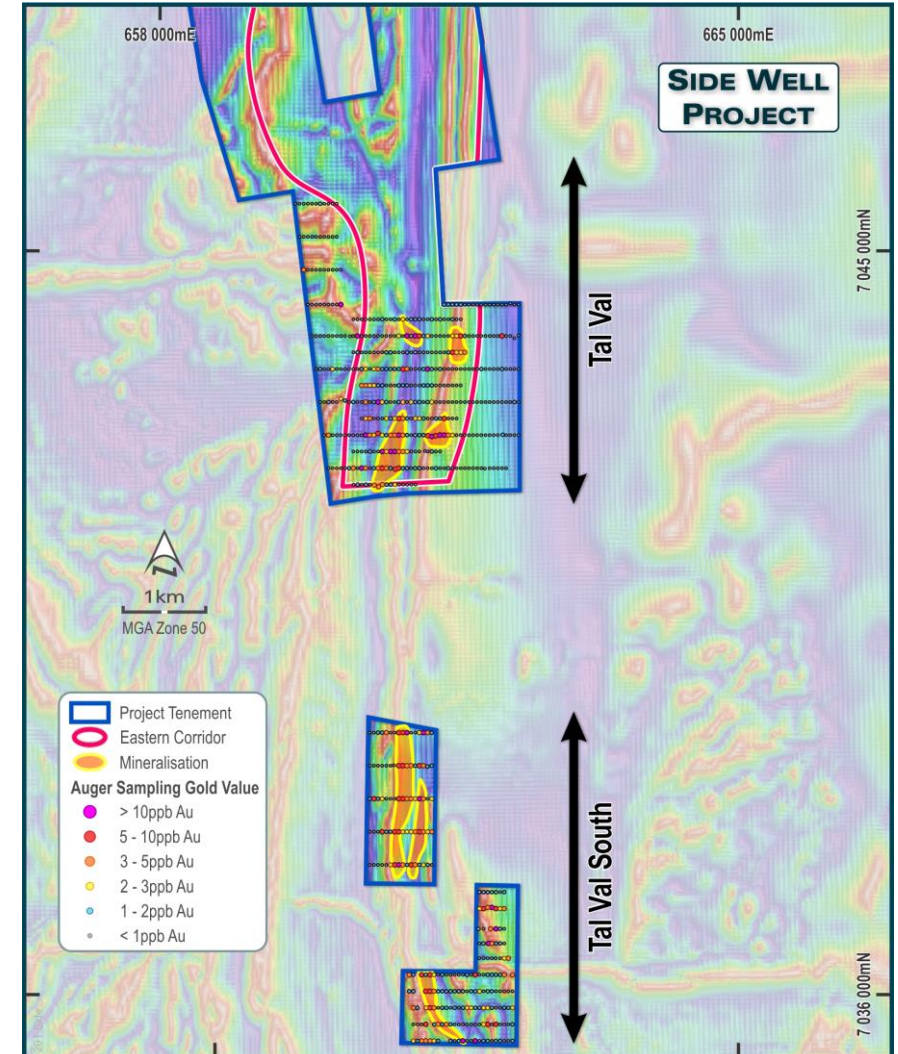 658 000mE
665 000mE
SIDE WELL
PROJECT
7 045 000mN
Tal Val
N
1km
MGA Zone 50
Project Tenement
Eastern Corridor
Mineralisation
Auger Sampling Gold Value
> 10ppb Au
5 - 10ppb Au
3 - 5ppb Au
2 - 3ppb Au
1 - 2ppb Au
< 1ppb Au
Tal Val South
7 036 000mN